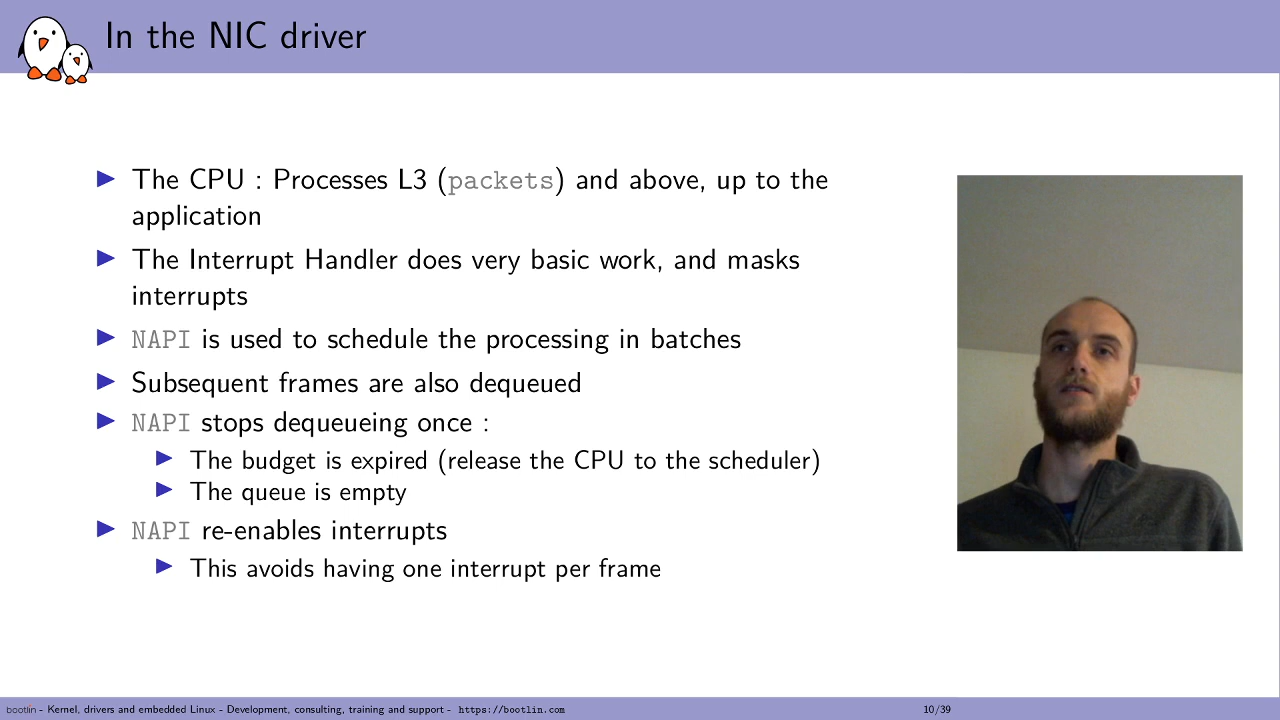 In the NIC driver
The CPU : Processes L3 (packets) and above, up to the
application
The Interrupt Handler does very basic work, and masks
interrupts
NAPI is used to schedule the processing in batches
Subsequent frames are also dequeued
NAPI stops dequeueing once :
The budget is expired (release the CPU to the scheduler)
The queue is empty
NAPI re-enables interrupts
This avoids having one interrupt per frame
bootlin - Kernel, drivers and embedded Linux - Development, consulting, training and support - https://bootlin.com
10/39